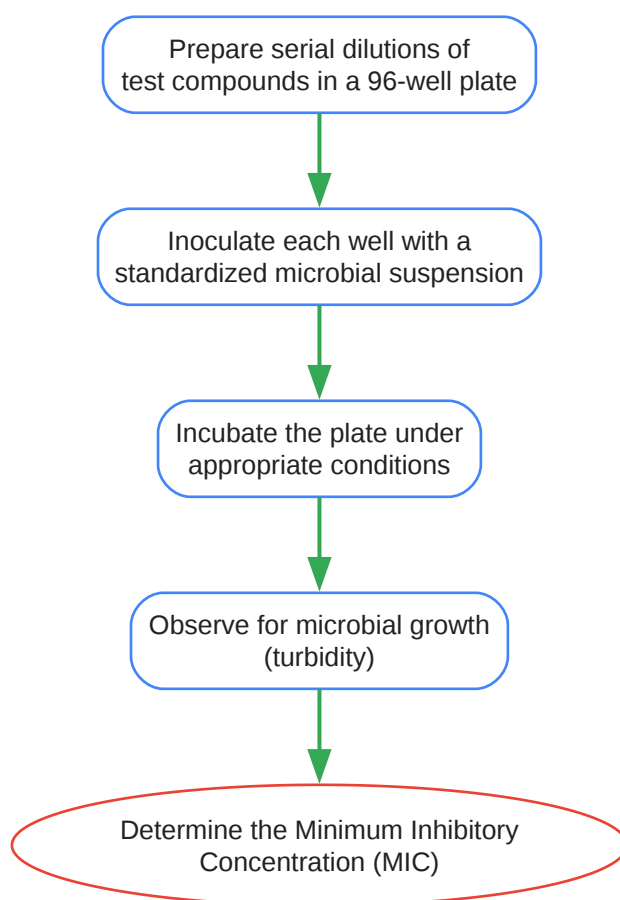 Prepare serial dilutions of
test compounds in a 96-well plate
Inoculate each well with a
standardized microbial suspension
Incubate the plate under
appropriate conditions
Observe for microbial growth
(turbidity)
Determine the Minimum Inhibitory
Concentration (MIC)